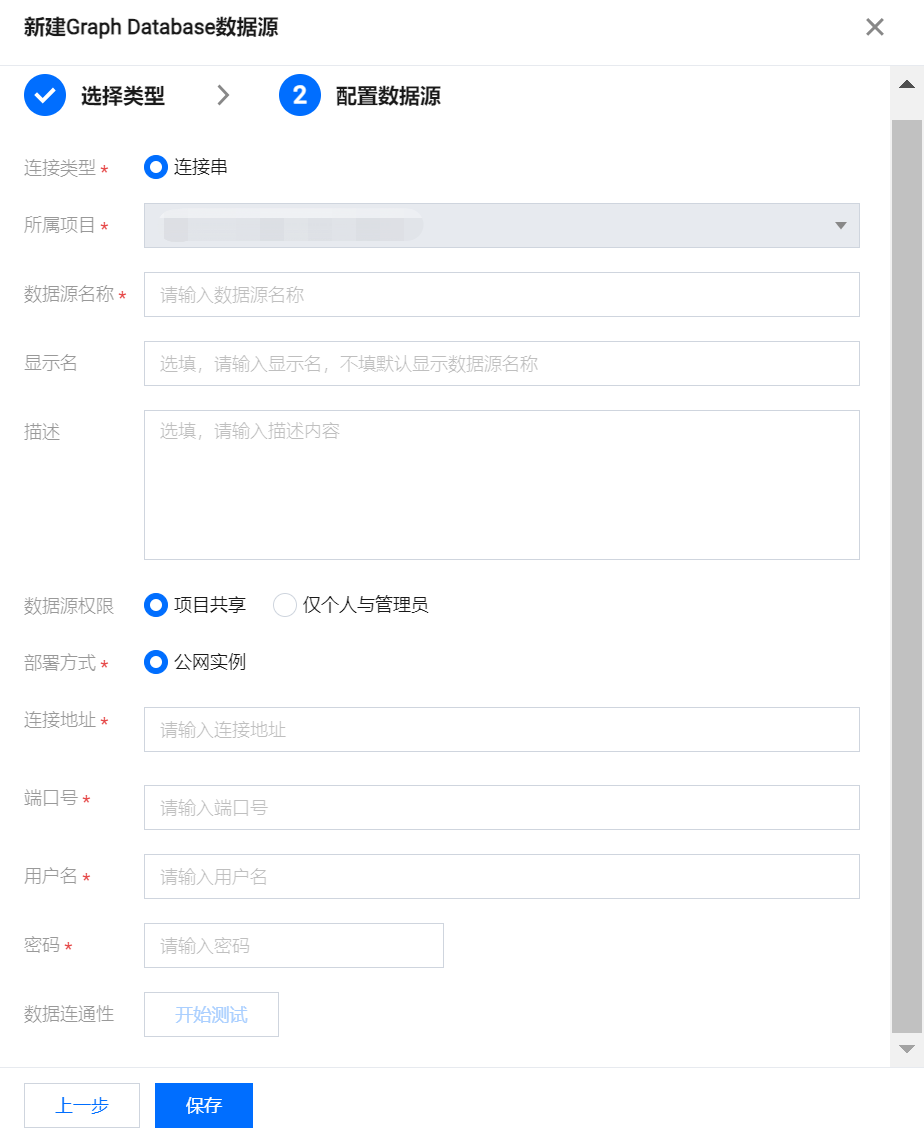 新建Graph Database数据源
选择类型
2 配置数据源
连接类型* 连接串
所属项目*
数据源名称* 请输入数据源名称
显示名 选填，请输入显示名，不填默认显示数据源名称
描述 选填，请输入描述内容
数据源权限 项目共享 仅个人与管理员
部署方式* 公网实例
连接地址* 请输入连接地址
端口号* 请输入端口号
用户名* 请输入用户名
密码* 请输入密码
数据连通性 开始测试
上一步 保存